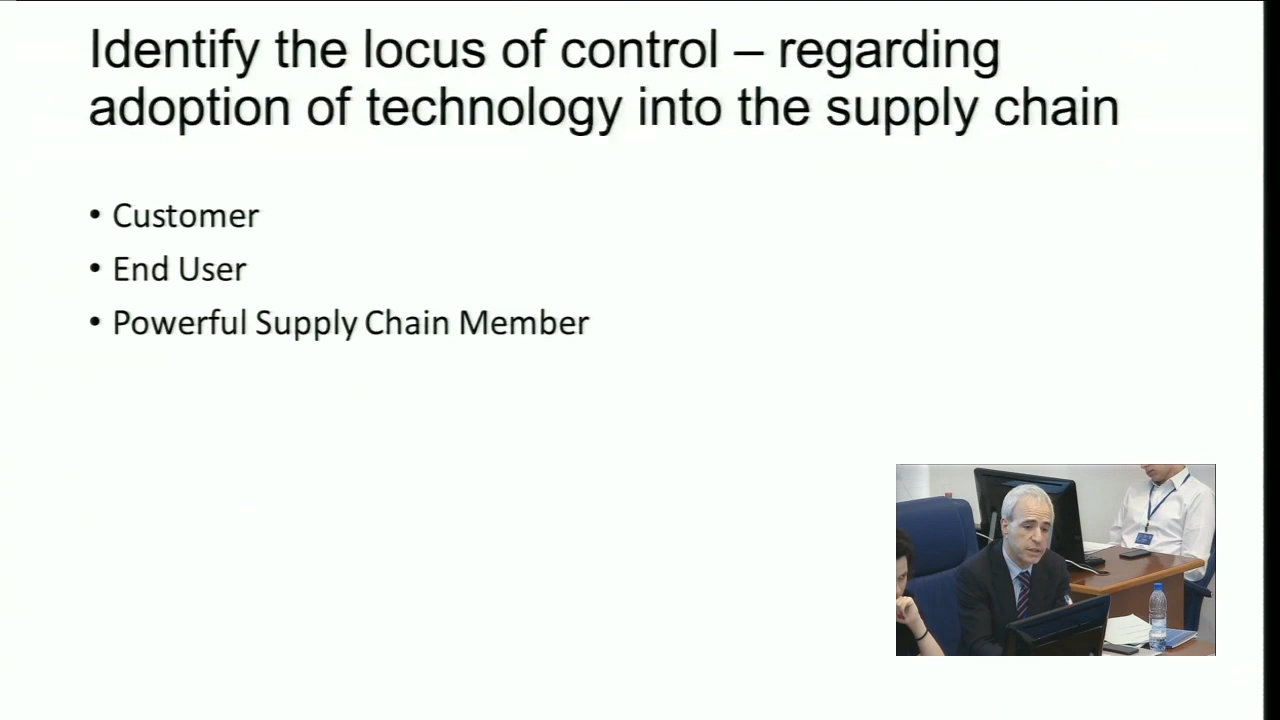 Identify the locus of control – regarding
adoption of technology into the supply chain
• Customer
• End User
• Powerful Supply Chain Member